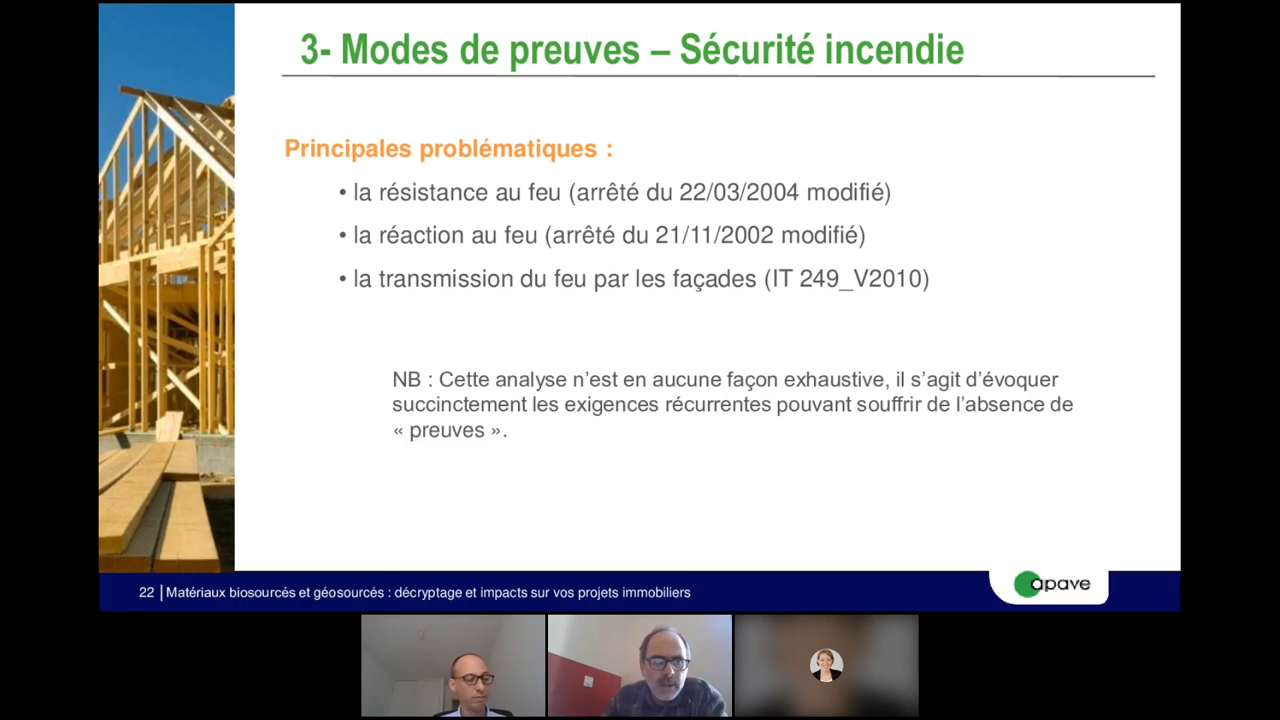 3- Modes de preuves – Sécurité incendie
Principales problématiques :
• la résistance au feu (arrêté du 22/03/2004 modifié)
• la réaction au feu (arrêté du 21/11/2002 modifié)
• la transmission du feu par les façades (IT 249_V2010)
NB : Cette analyse n’est en aucune façon exhaustive, il s’agit d’évoquer
succinctement les exigences récurrentes pouvant souffrir de l’absence de
« preuves ».
22 | Matériaux biosourcés et géosourcés : décryptage et impacts sur vos projets immobiliers
apave